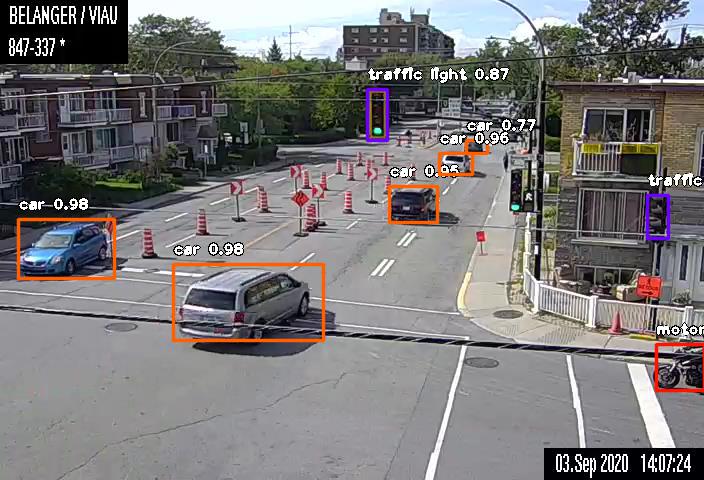 BELANGER / VIAU
847-337 *
traffic light 0.87
car 0.77
car 0.96
car 0.95
traffic
car 0.98
car 0.98
motor
03.Sep 2020 14:07:24